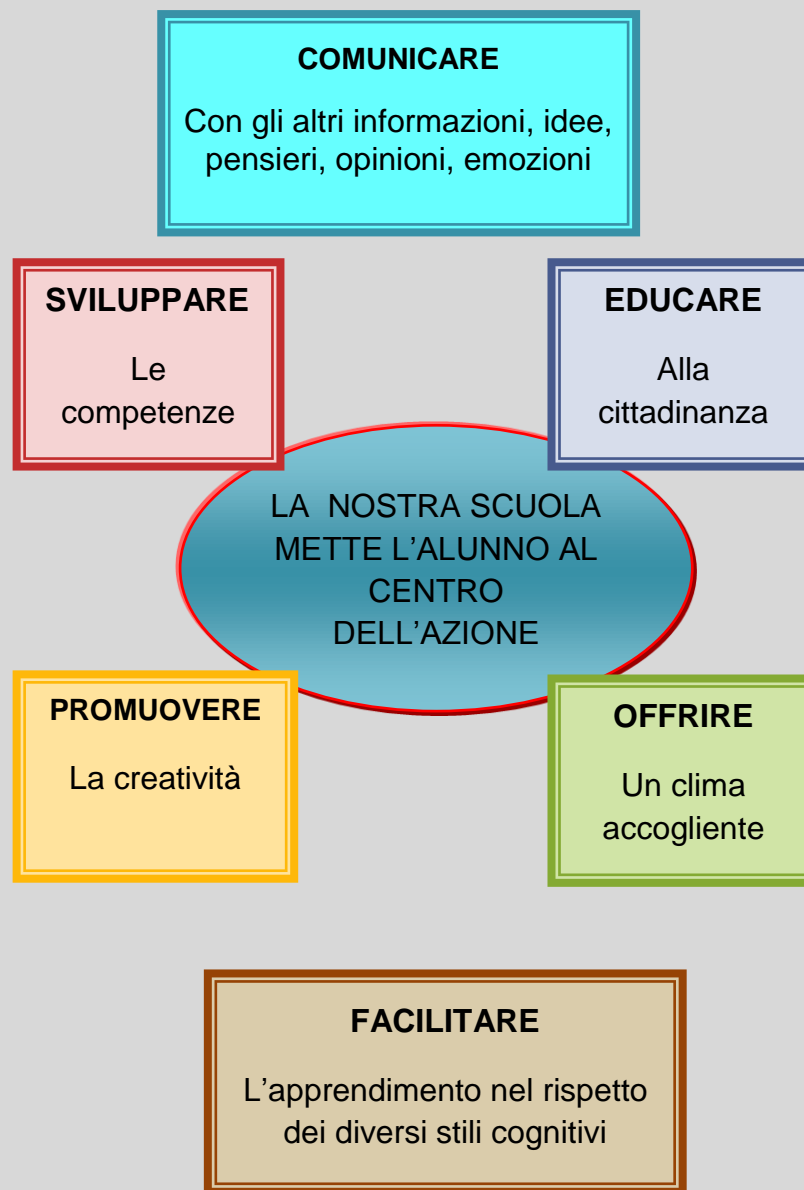 COMUNICARE
Con gli altri informazioni, idee,
pensieri, opinioni, emozioni
SVILUPPARE
Le
competenze
EDUCARE
Alla
cittadinanza
LA NOSTRA SCUOLA
METTE L’ALUNNO AL
CENTRO
DELL’AZIONE
PROMUOVERE
La creatività
OFFRIRE
Un clima
accogliente
FACILITARE
L’apprendimento nel rispetto
dei diversi stili cognitivi